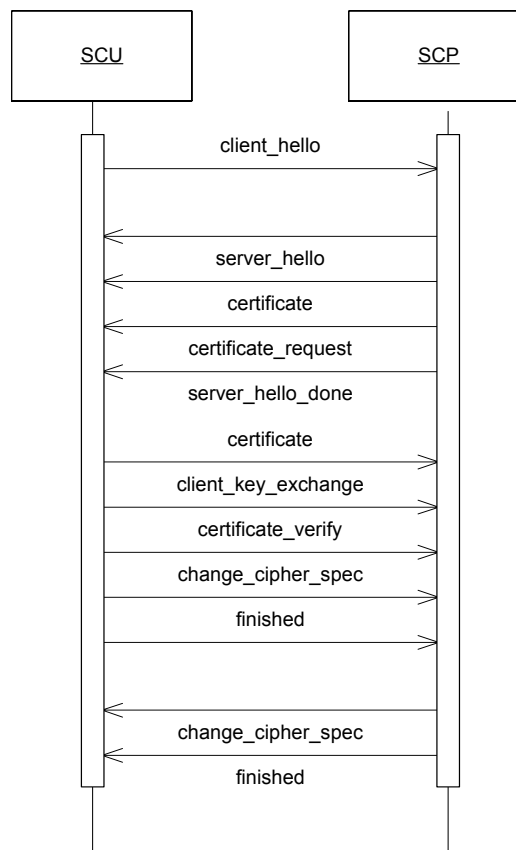 SCU
SCP
client_hello
server_hello
certificate
certificate_request
server_hello_done
certificate
client_key_exchange
certificate_verify
change_cipher_spec
finished
change_cipher_spec
finished